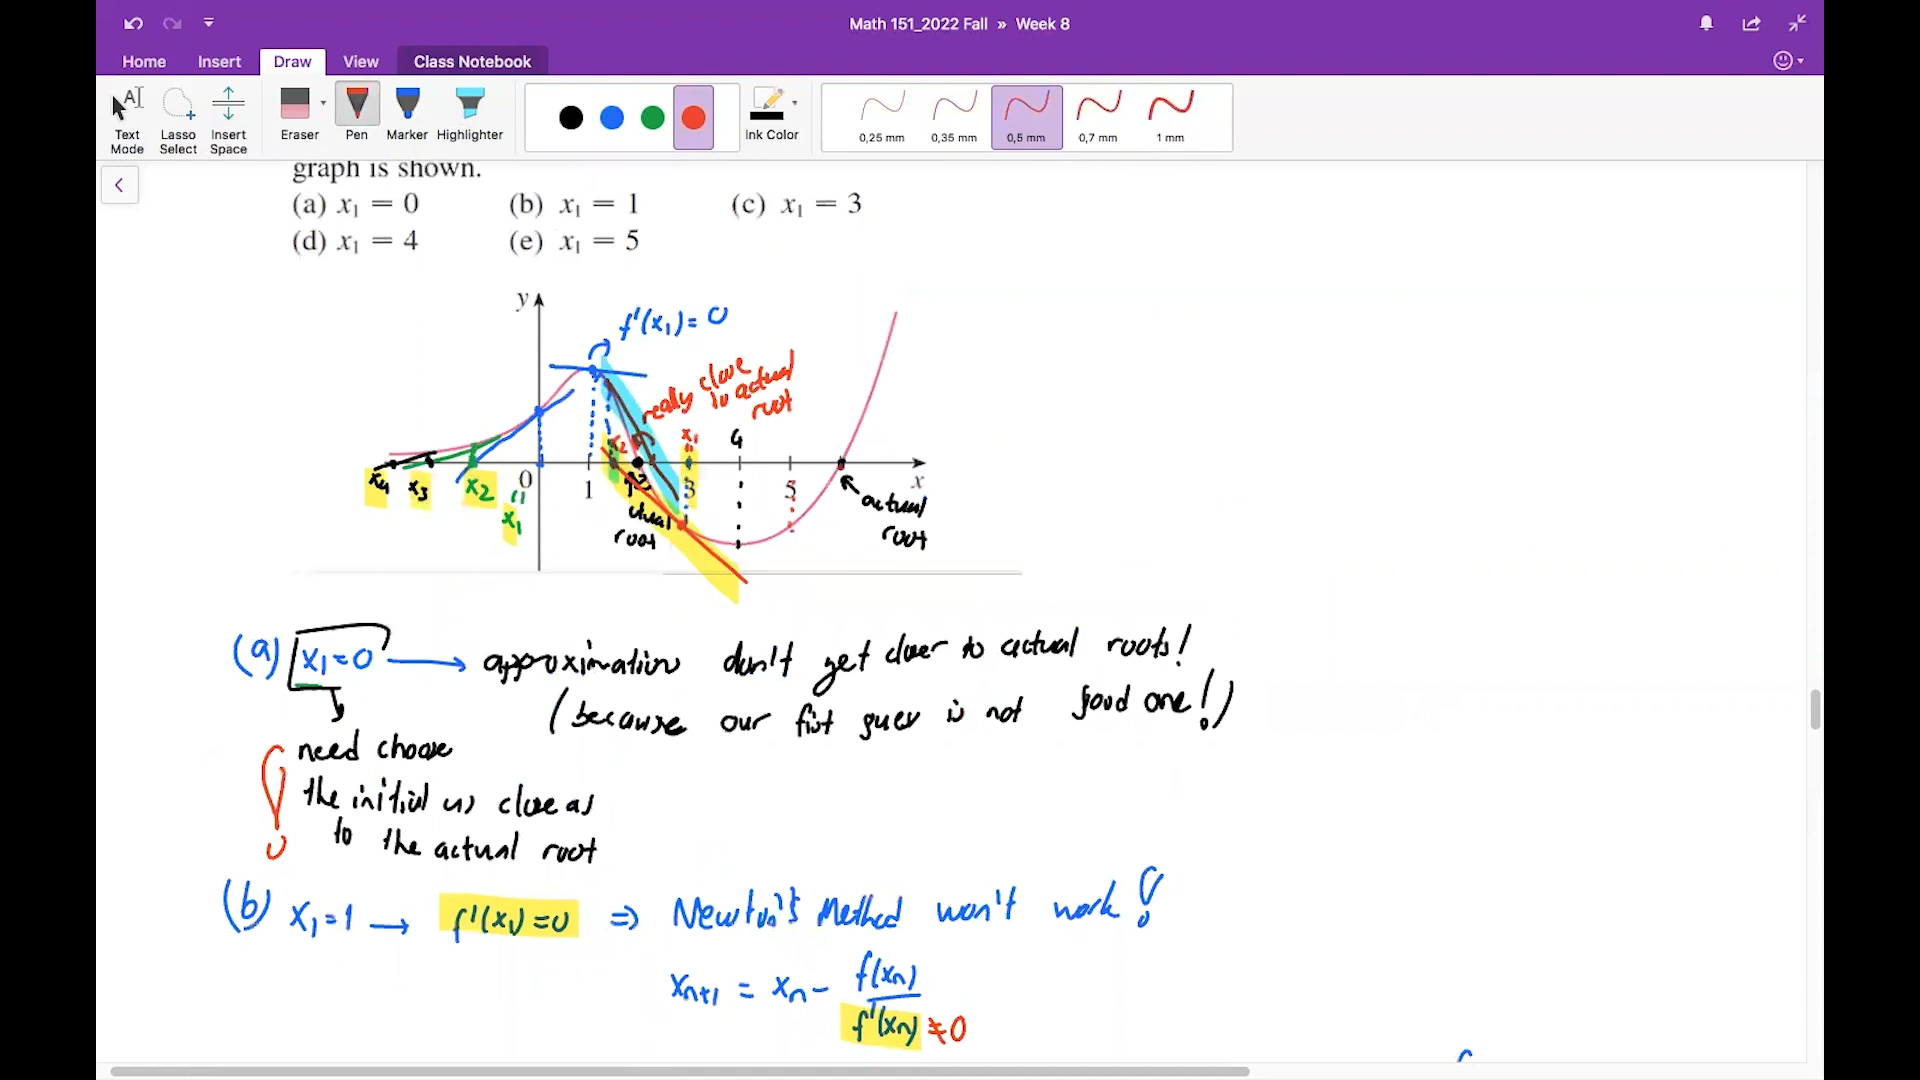 Math 151_2022 Fall » Week 8
Home Insert Draw View Class Notebook
Text Mode
Lasso Select
Insert Space
Eraser Pen Marker Highlighter
Ink Color
0,25 mm 0,35 mm 0,5 mm 0,7 mm 1 mm
graph is shown.
(a) x₁ = 0 (b) x₁ = 1 (c) x₁ = 3
(d) x₁ = 4 (e) x₁ = 5
y
f'(x₁) = 0
really close to actual root
x₂ x₁ 4
x₄ x₃ x₂ 0 1 3 5 x
x₁
root
actual root
(a) x₁=0 → approximation don't get closer to actual roots!
(because our first guess is not good one!)
need choose
the initial as close as
to the actual root
(b) x₁=1 → f'(x₁)=0 ⇒ Newton's Method won't work!
xₙ₊₁ = xₙ - f(xₙ)
f'(xₙ) ≠0